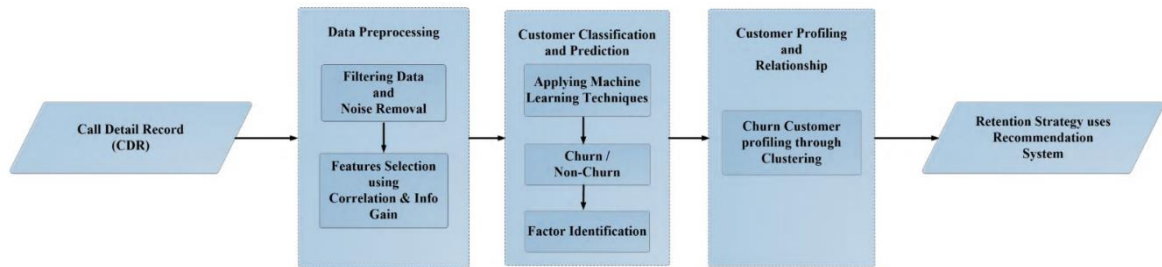 Call Detail Record
(CDR)
Data Preprocessing
Filtering Data
and
Noise Removal
Features Selection
using
Correlation & Info
Gain
Customer Classification
and Prediction
Applying Machine
Learning Techniques
Churn /
Non-Churn
Factor Identification
Customer Profiling
and
Relationship
Churn Customer
profiling through
Clustering
Retention Strategy uses
Recommendation
System